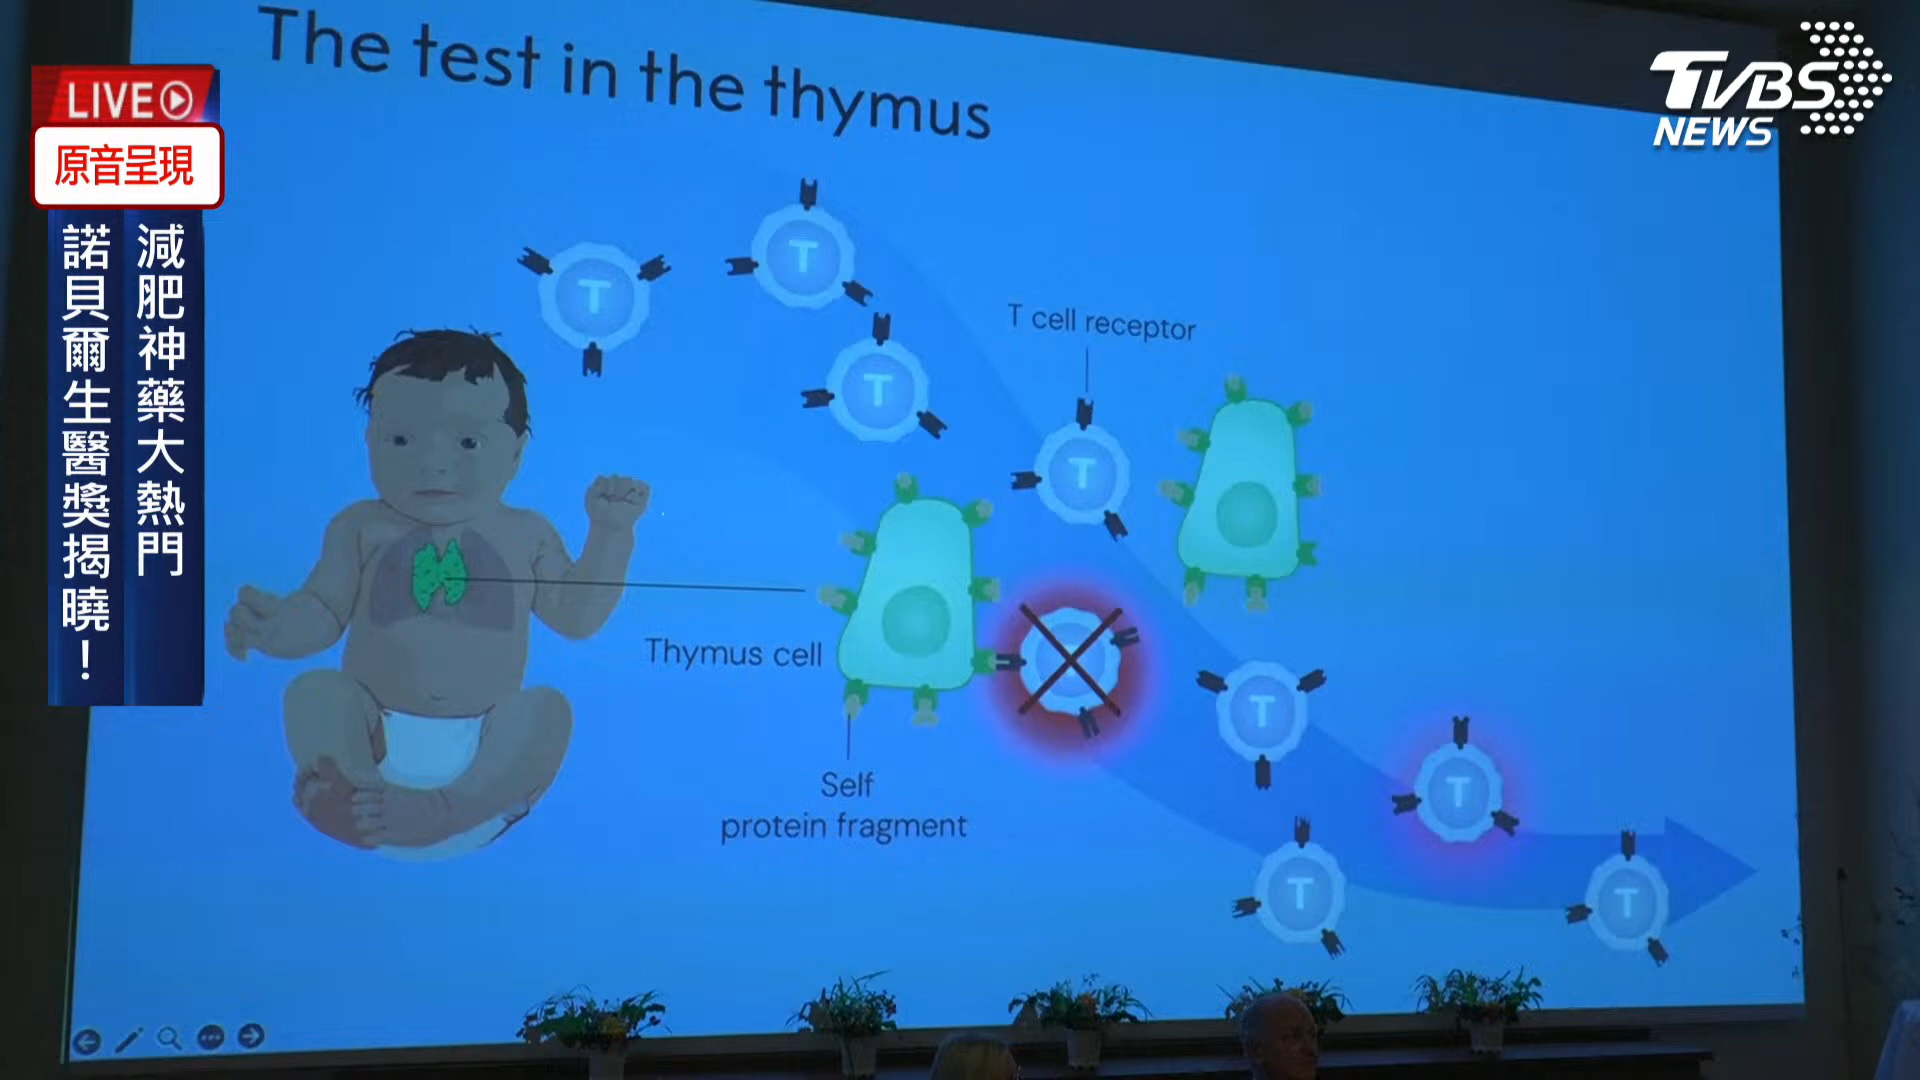 The test in the thymus
LIVE
原音呈現
減肥神藥大熱門
諾貝爾生醫獎揭曉！
TVBS
NEWS
T
T
T
T cell receptor
T
Thymus cell
Self
protein fragment
T
T
T
T